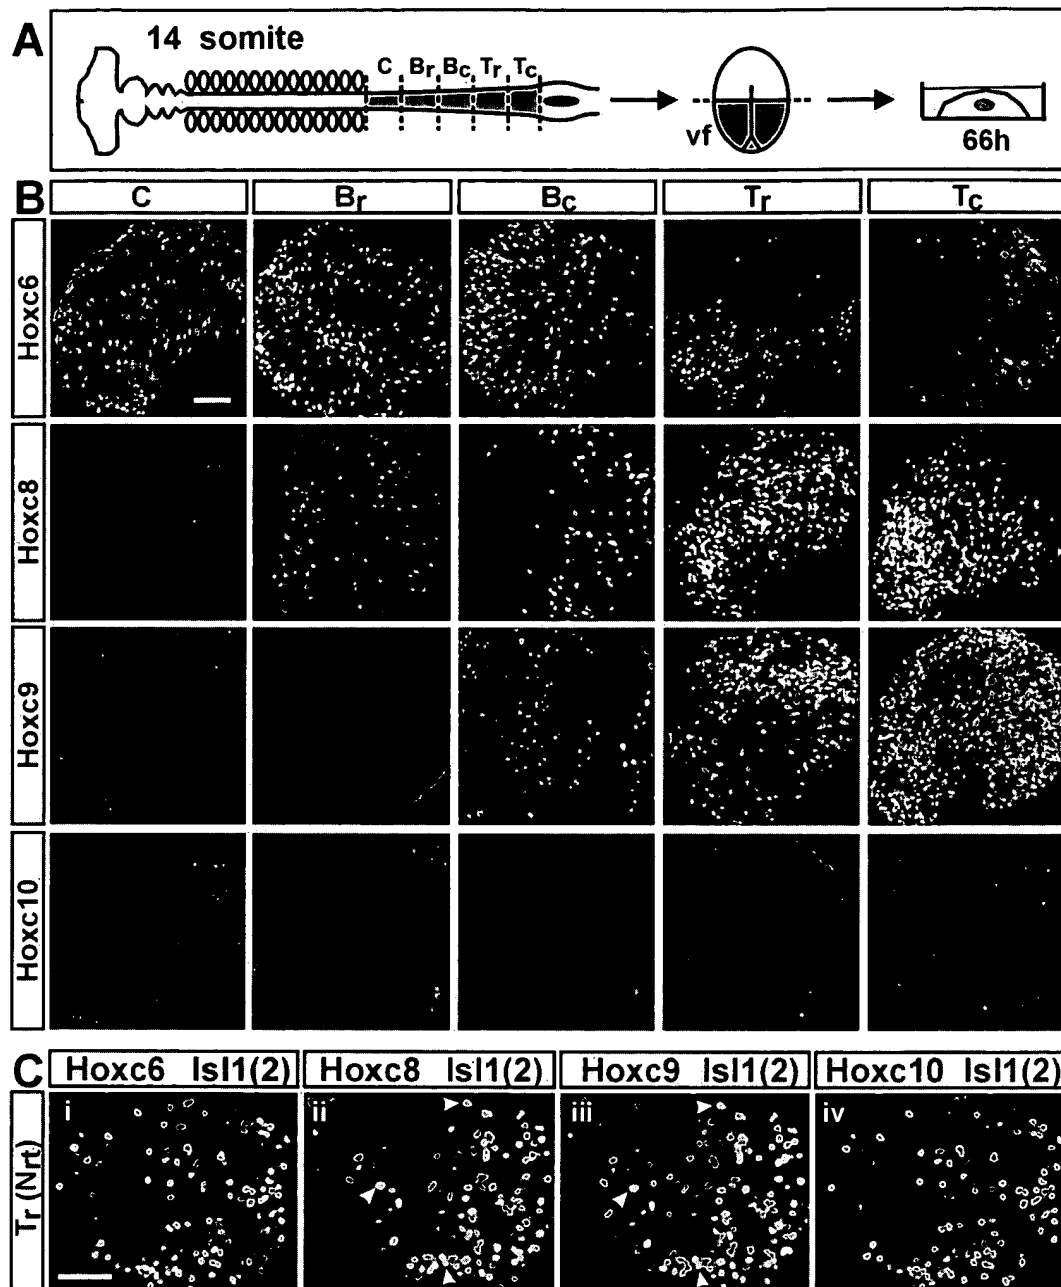 A
14 somite
C Br Bc Tr Tc
vf
66h
B
C Br Bc Tr Tc
Hoxc6
Hoxc8
Hoxc9
Hoxc10
C
Hoxc6 Isl1(2) Hoxc8 Isl1(2) Hoxc9 Isl1(2) Hoxc10 Isl1(2)
i ii iii iv
Tr (Nrt)